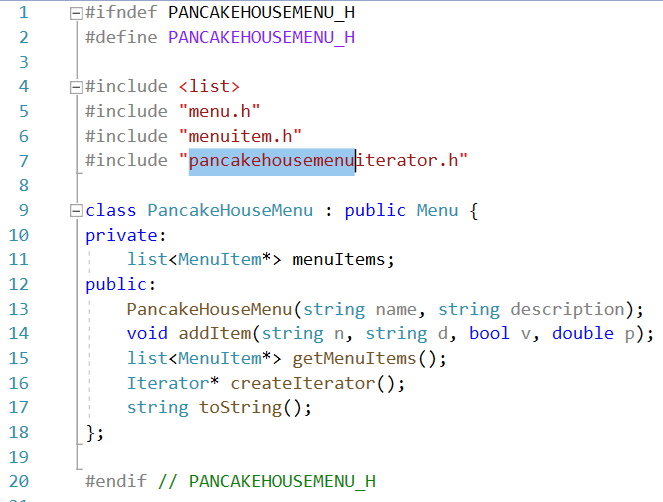 1 #ifndef PANCAKEHOUSEMENU_H
2 #define PANCAKEHOUSEMENU_H
3
4 #include <list>
5 #include "menu.h"
6 #include "menuitem.h"
7 #include "pancakehousemenuiterator.h"
8
9 class PancakeHouseMenu : public Menu {
10 private:
11     list<MenuItem*> menuItems;
12 public:
13     PancakeHouseMenu(string name, string description);
14     void addItem(string n, string d, bool v, double p);
15     list<MenuItem*> getMenuItems();
16     Iterator* createIterator();
17     string toString();
18 };
19
20 #endif // PANCAKEHOUSEMENU_H